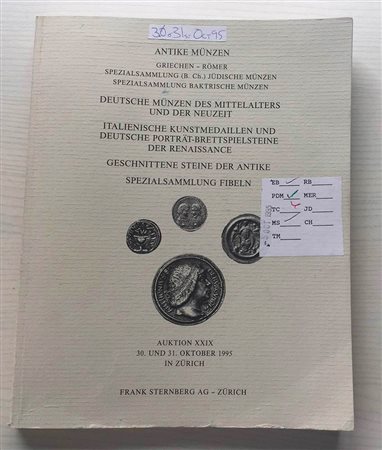 30.31. Oct 95
ANTIKE MÜNZEN
GRIECHEN – RÖMER
SPEZIALSAMMLUNG (B. Ch.) JÜDISCHE MÜNZEN
SPEZIALSAMMLUNG BAKTRISCHE MÜNZEN
DEUTSCHE MÜNZEN DES MITTELALTERS
UND DER NEUZEIT
ITALIENISCHE KUNSTMEDAILLEN UND
DEUTSCHE PORTRÄT-BRETTSPIELSTEINE
DER RENAISSANCE
GESCHNITTENE STEINE DER ANTIKE
SPEZIALSAMMLUNG FIBELN
EB RB
PDM MER
TC JD
MS CH
TM
AUKTION XXIX
30. UND 31. OKTOBER 1995
IN ZÜRICH
FRANK STERNBERG AG – ZÜRICH